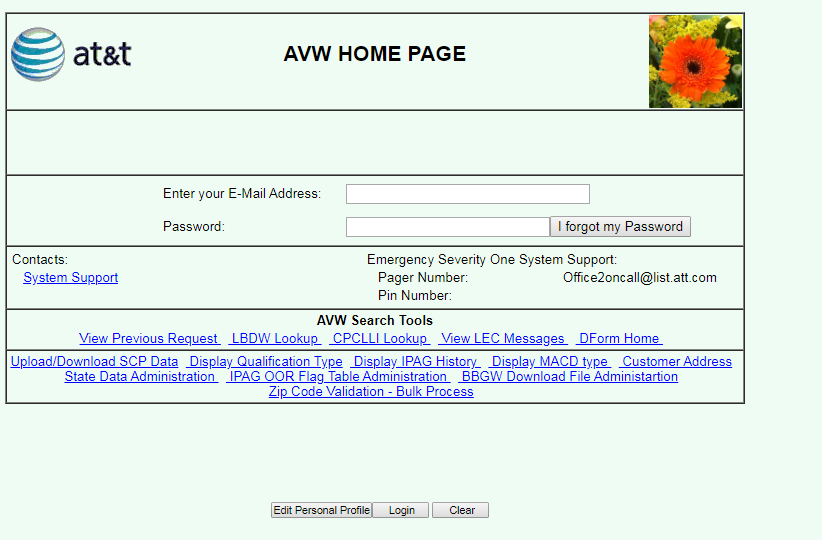 at&t AVW HOME PAGE
Enter your E-Mail Address:
Password: I forgot my Password
Contacts: Emergency Severity One System Support:
System Support Pager Number: Office2oncall@list.att.com
Pin Number:
AVW Search Tools
View Previous Request LBDW Lookup CPCLLI Lookup View LEC Messages DForm Home
Upload/Download SCP Data Display Qualification Type Display IPAG History Display MACD type Customer Address
State Data Administration IPAG OOR Flag Table Administration BBGW Download File Administartion
Zip Code Validation - Bulk Process
Edit Personal Profile Login Clear